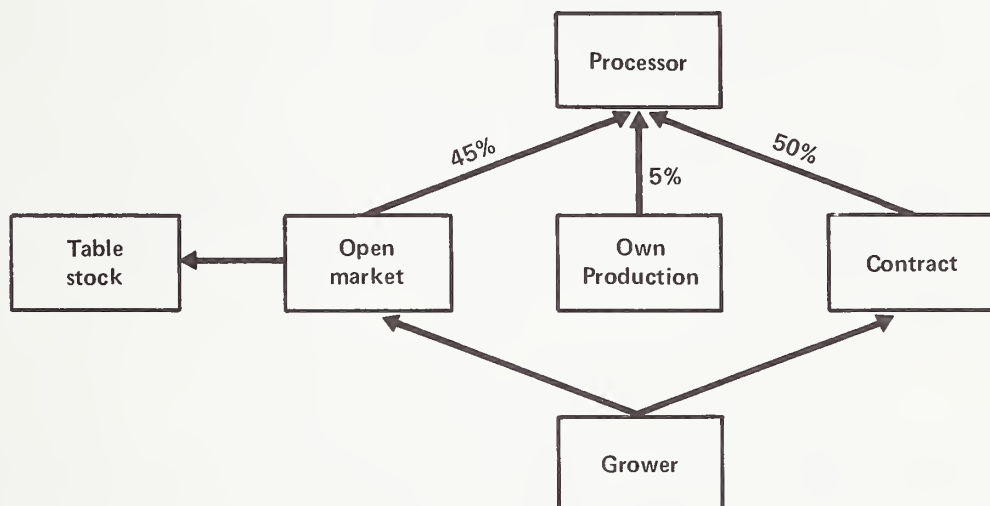 Processor
45%
5%
50%
Table
stock
Open
market
Own
Production
Contract
Grower